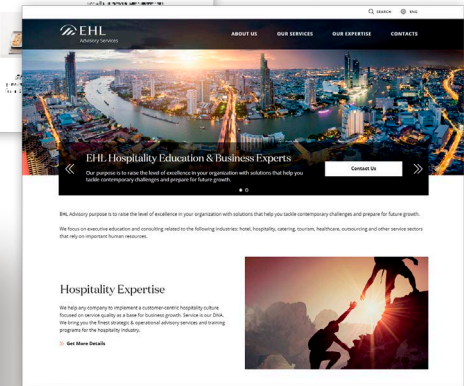 SEARCH ENG
EHL
Advisory Services
ABOUT US OUR SERVICES OUR EXPERTISE CONTACTS
EHL Hospitality Education & Business Experts
Our purpose is to raise the level of excellence in your organization with solutions that help you
tackle contemporary challenges and prepare for future growth.
Contact Us
EHL Advisory purpose is to raise the level of excellence in your organization with solutions that help you tackle contemporary challenges and prepare for future growth.
We focus on executive education and consulting related to the following industries: hotel, hospitality, catering, tourism, healthcare, outsourcing and other service sectors
that rely on important human resources.
Hospitality Expertise
We help any company to implement a customer-centric hospitality culture
focused on service quality as a base for business growth. Service is our DNA.
We bring you the finest strategic & operational advisory services and training
programs for the hospitality industry.
Get More Details